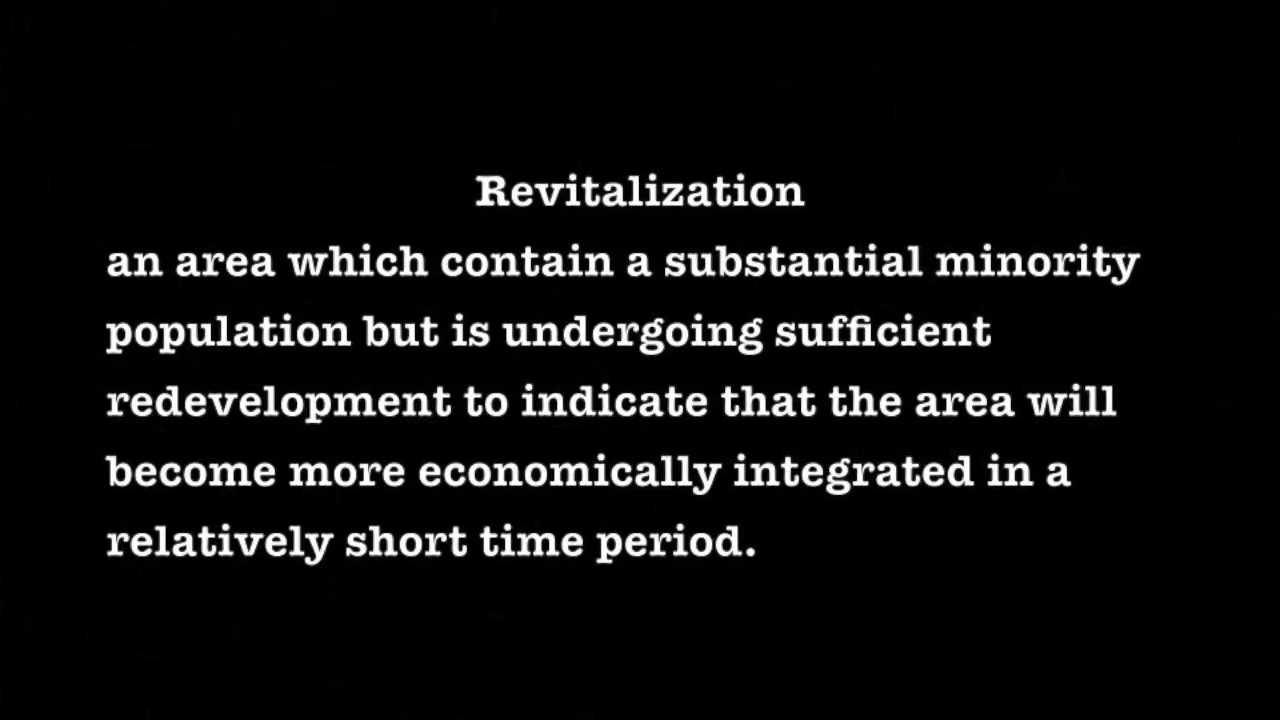 Revitalization
an area which contain a substantial minority
population but is undergoing sufficient
redevelopment to indicate that the area will
become more economically integrated in a
relatively short time period.